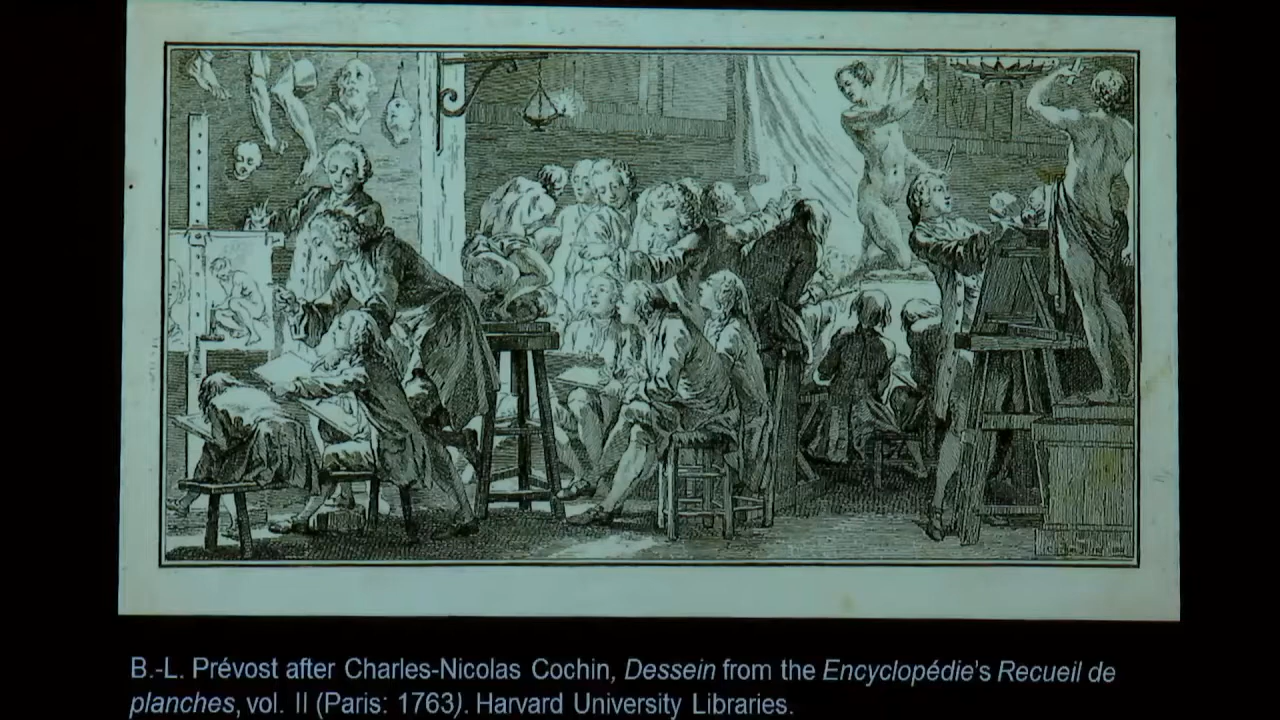 B.-L. Prévost after Charles-Nicolas Cochin, Dessein from the Encyclopédie's Recueil de
planches, vol. II (Paris: 1763). Harvard University Libraries.